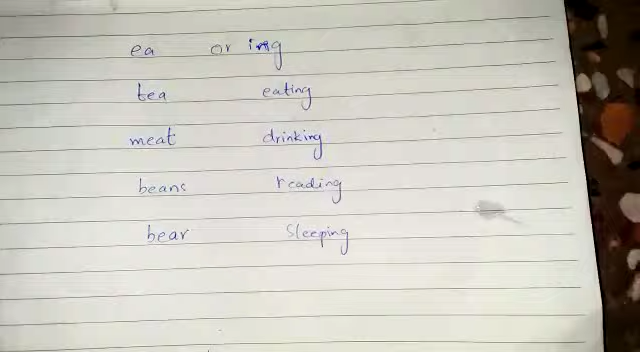 ea or ing
tea eating
meat drinking
beans reading
bear sleeping